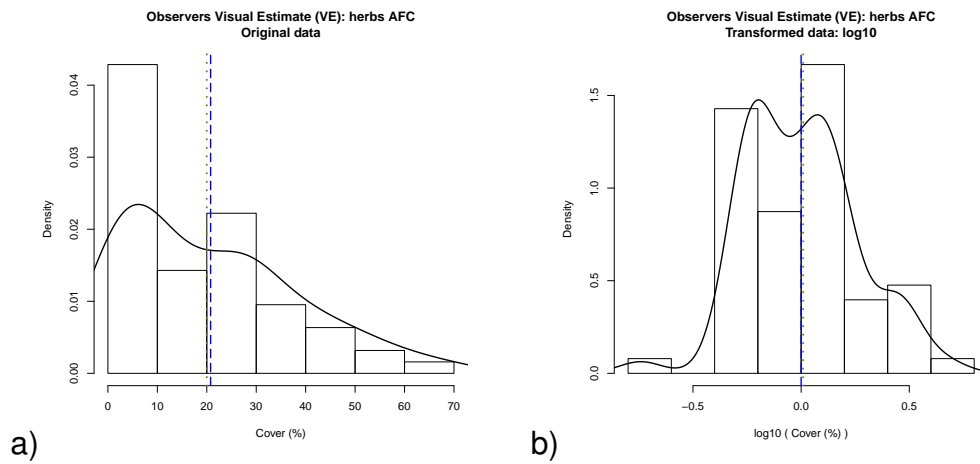 Observers Visual Estimate (VE): herbs AFC
Original data
Density
0.00
0.01
0.02
0.03
0.04
0 10 20 30 40 50 60 70
Cover (%)
a)
Observers Visual Estimate (VE): herbs AFC
Transformed data: log10
Density
0.0
0.5
1.0
1.5
−0.5 0.0 0.5
log10 ( Cover (%) )
b)